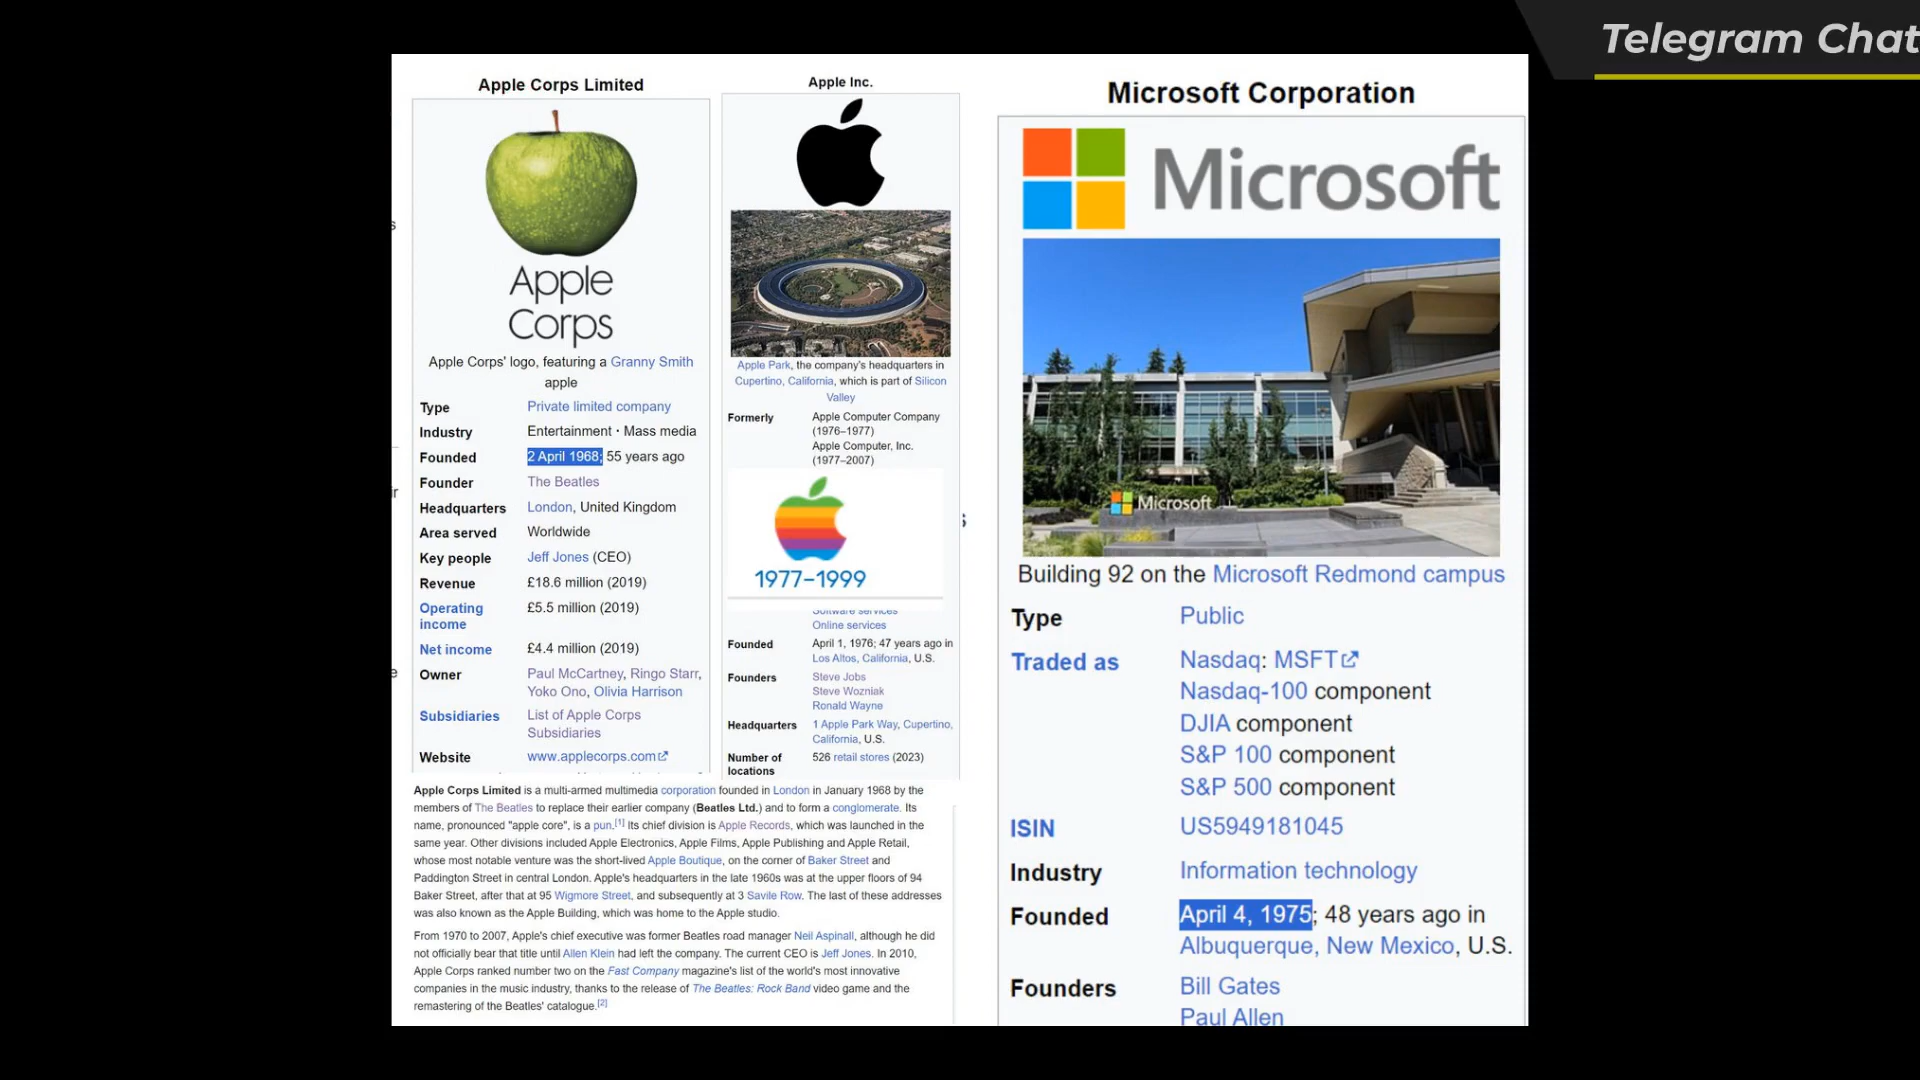 Telegram Chat
Apple Corps Limited
Apple
Corps
Apple Corps' logo, featuring a Granny Smith
apple
Type Private limited company
Industry Entertainment · Mass media
Founded 2 April 1968; 55 years ago
Founder The Beatles
Headquarters London, United Kingdom
Area served Worldwide
Key people Jeff Jones (CEO)
Revenue £18.6 million (2019)
Operating £5.5 million (2019)
income
Net income £4.4 million (2019)
Owner Paul McCartney, Ringo Starr,
Yoko Ono, Olivia Harrison
Subsidiaries List of Apple Corps
Subsidiaries
Website www.applecorps.com
Apple Inc.
Apple Park, the company's headquarters in
Cupertino, California, which is part of Silicon
Valley
Formerly Apple Computer Company
(1976–1977)
Apple Computer, Inc.
(1977–2007)
1977–1999
Software services
Online services
Founded April 1, 1976; 47 years ago in
Los Altos, California, U.S.
Founders Steve Jobs
Steve Wozniak
Ronald Wayne
Headquarters 1 Apple Park Way, Cupertino,
California, U.S.
Number of 526 retail stores (2023)
locations
Apple Corps Limited is a multi-armed multimedia corporation founded in London in January 1968 by the
members of The Beatles to replace their earlier company (Beatles Ltd.) and to form a conglomerate. Its
name, pronounced "apple core", is a pun.[1] Its chief division is Apple Records, which was launched in the
same year. Other divisions included Apple Electronics, Apple Films, Apple Publishing and Apple Retail,
whose most notable venture was the short-lived Apple Boutique, on the corner of Baker Street and
Paddington Street in central London. Apple's headquarters in the late 1960s was at the upper floors of 94
Baker Street, after that at 95 Wigmore Street, and subsequently at 3 Savile Row. The last of these addresses
was also known as the Apple Building, which was home to the Apple studio.
From 1970 to 2007, Apple's chief executive was former Beatles road manager Neil Aspinall, although he did
not officially bear that title until Allen Klein had left the company. The current CEO is Jeff Jones. In 2010,
Apple Corps ranked number two on the Fast Company magazine's list of the world's most innovative
companies in the music industry, thanks to the release of The Beatles: Rock Band video game and the
remastering of the Beatles' catalogue.[2]
Microsoft Corporation
Microsoft
Microsoft
Building 92 on the Microsoft Redmond campus
Type Public
Traded as Nasdaq: MSFT
Nasdaq-100 component
DJIA component
S&P 100 component
S&P 500 component
ISIN US5949181045
Industry Information technology
Founded April 4, 1975; 48 years ago in
Albuquerque, New Mexico, U.S.
Founders Bill Gates
Paul Allen